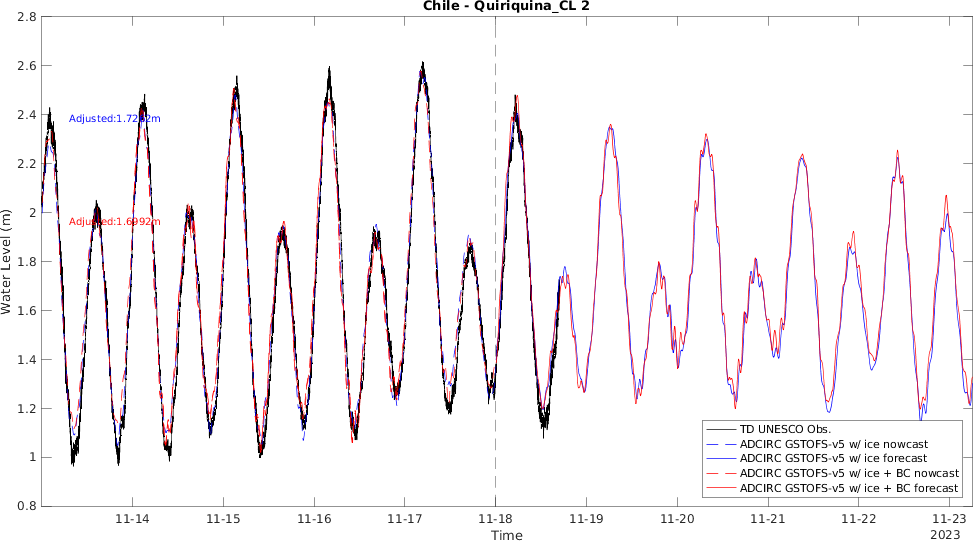 Chile - Quiriquina_CL 2
2.8
2.6
2.4
2.2
2
1.8
1.6
1.4
1.2
1
0.8
Water Level (m)
Adjusted:1.7252m
Adjusted:1.6992m
11-14
11-15
11-16
11-17
11-18
11-19
11-20
11-21
11-22
11-23
2023
Time
TD UNESCO Obs.
ADCIRC GSTOFS-v5 w/ ice nowcast
ADCIRC GSTOFS-v5 w/ ice forecast
ADCIRC GSTOFS-v5 w/ ice + BC nowcast
ADCIRC GSTOFS-v5 w/ ice + BC forecast